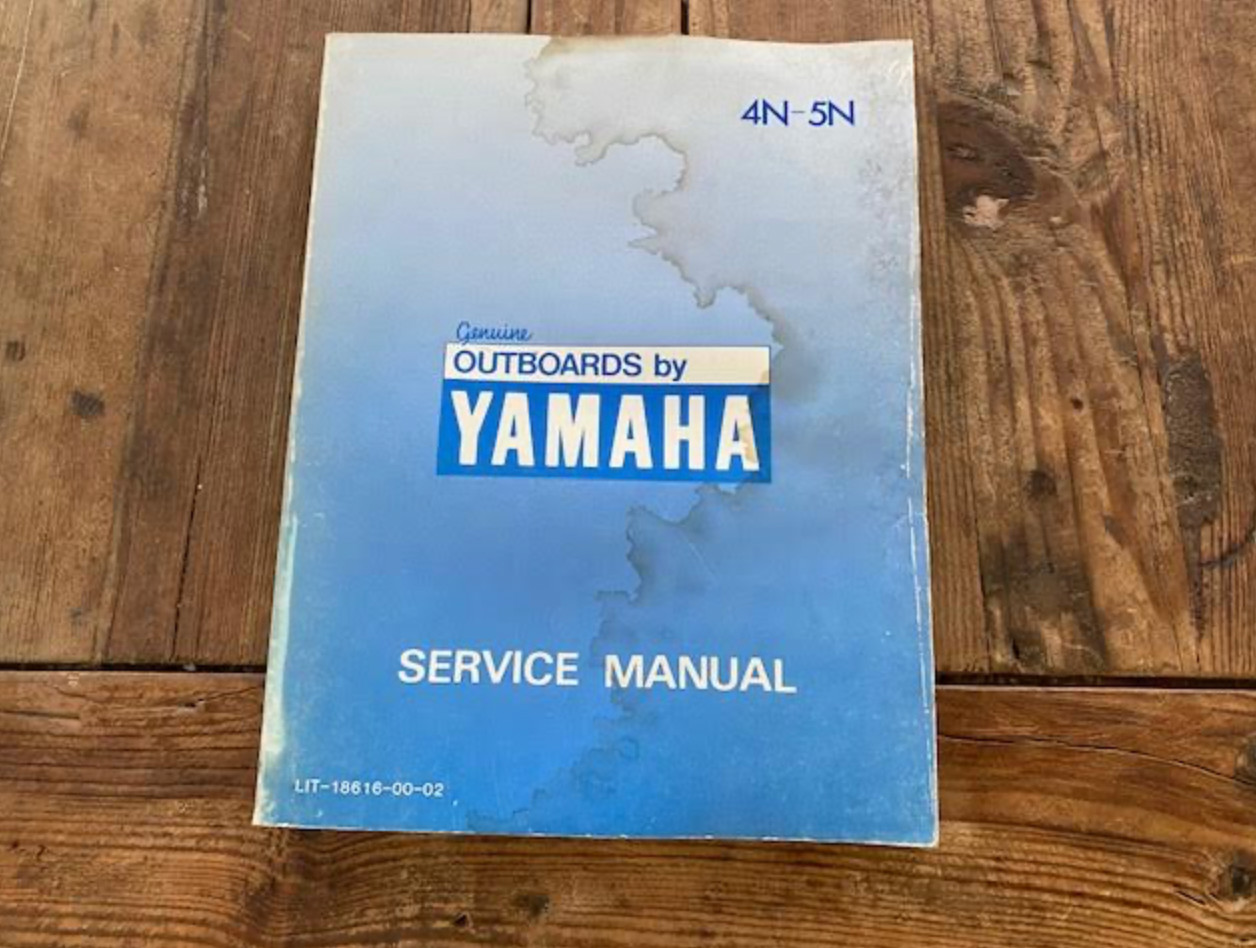 4N-5N
Genuine
OUTBOARDS by
YAMAHA
SERVICE MANUAL
LIT-18616-00-02